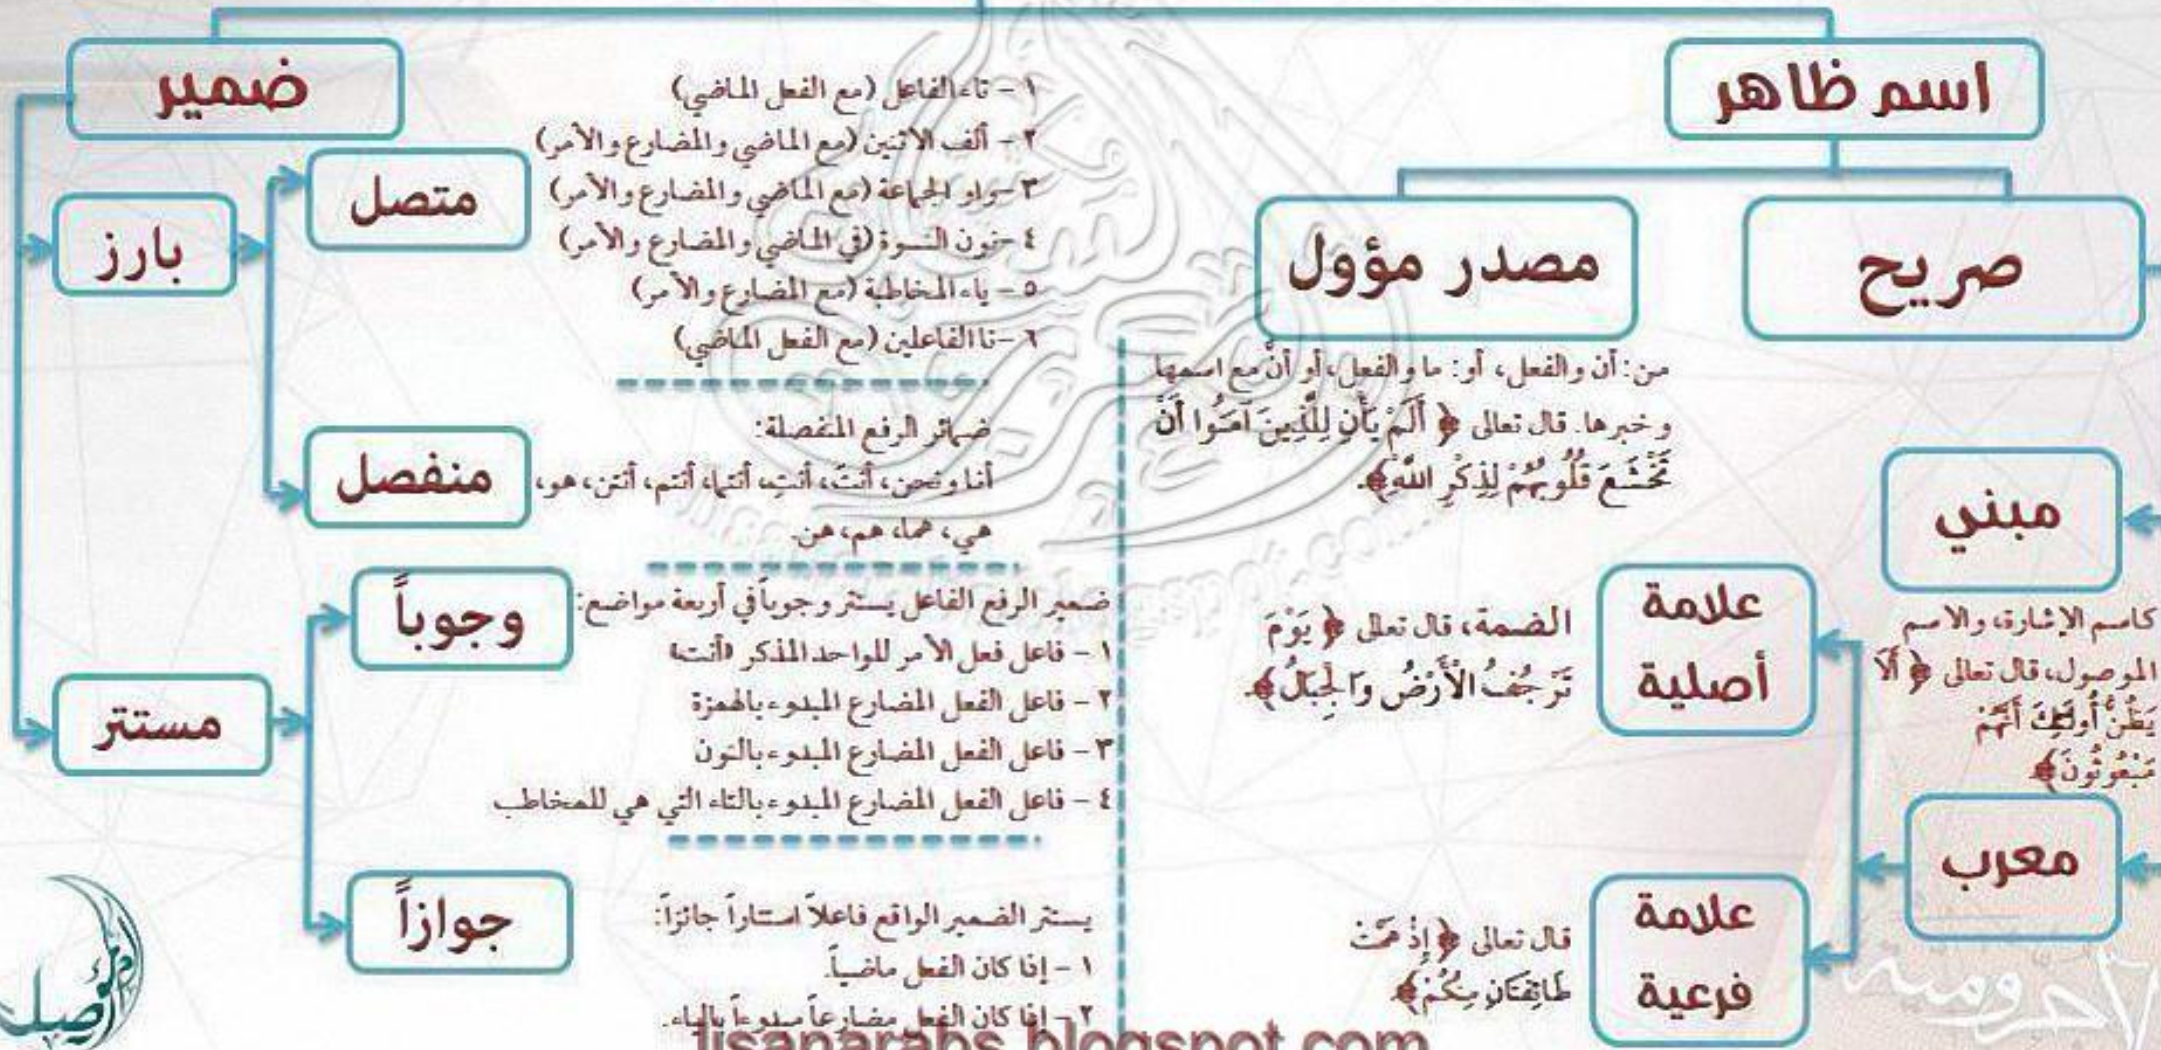 اسم ظاهر
صريح
مصدر مؤول
من: أن والفعل، أو: ما والفعل، أو أنَّ مع اسمها
وخبرها. قال تعالى ﴿ أَلَمْ يَأْنِ لِلَّذِينَ آمَنُوا أَنْ
تَخْشَعَ قُلُوبُهُمْ لِذِكْرِ اللَّهِ﴾.
مبني
كاسم الإشارة، والاسم
الموصول، قال تعالى ﴿ أَلَا
يَظُنُّ أُولَئِكَ أَنَّهُمْ
مَبْعُوثُونَ﴾
معرب
علامة
أصلية
الضمة، قال تعالى ﴿ يَوْمَ
تَرْجُفُ الْأَرْضُ وَالْجِبَالُ﴾.
علامة
فرعية
قال تعالى ﴿ إِذْ هَمَّتْ
طَائِفَتَانِ مِنْكُمْ﴾
ضمير
بارز
متصل
١ – تاء الفاعل (مع الفعل الماضي)
٢ – ألف الاثنين (مع الماضي والمضارع والأمر)
٣ – واو الجماعة (مع الماضي والمضارع والأمر)
٤ – نون النسوة (في الماضي والمضارع والأمر)
٥ – ياء المخاطبة (مع المضارع والأمر)
٦ – نا الفاعلين (مع الفعل الماضي)
منفصل
ضمائر الرفع المنفصلة:
أنا ونحن، أنتَ، أنتِ، أنتما، أنتم، أنتن، هو،
هي، هما، هم، هن.
مستتر
وجوباً
ضمير الرفع الفاعل يستتر وجوباً في أربعة مواضع:
١ – فاعل فعل الأمر للواحد المذكر «أنت»
٢ – فاعل الفعل المضارع المبدوء بالهمزة
٣ – فاعل الفعل المضارع المبدوء بالنون
٤ – فاعل الفعل المضارع المبدوء بالتاء التي هي للمخاطب
جوازاً
يستتر الضمير الواقع فاعلاً استتاراً جائزاً:
١ – إذا كان الفعل ماضياً.
٢ – إذا كان الفعل مضارعاً مبدوءاً بالياء.
lisanarabs.blogspot.com